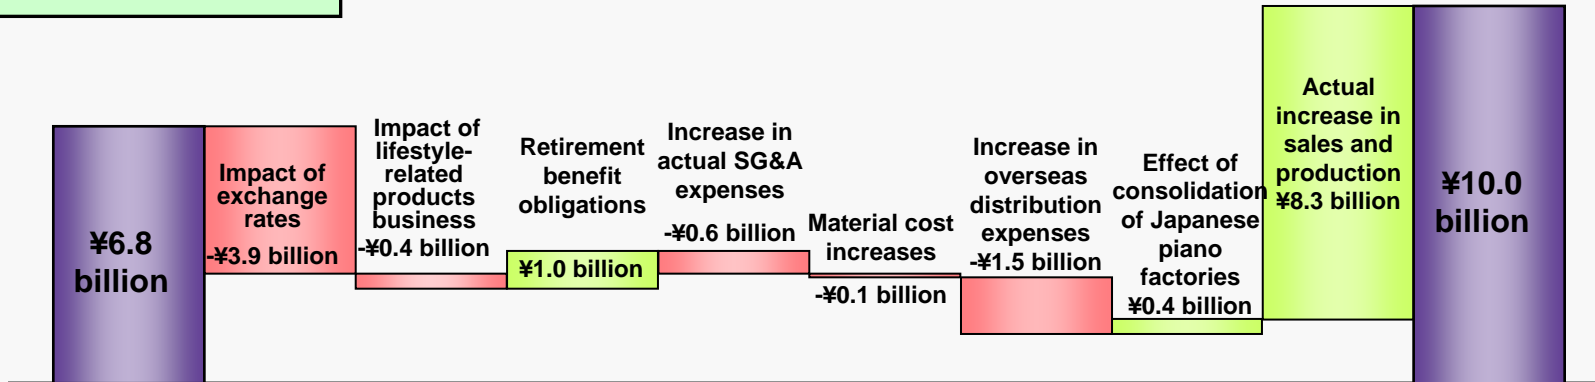 ¥6.8
billion
Impact of
exchange
rates
-¥3.9 billion
Impact of
lifestyle-
related
products
business
-¥0.4 billion
Retirement
benefit
obligations
¥1.0 billion
Increase in
actual SG&A
expenses
-¥0.6 billion
Material cost
increases
-¥0.1 billion
Increase in
overseas
distribution
expenses
-¥1.5 billion
Effect of
consolidation
of Japanese
piano
factories
¥0.4 billion
Actual
increase in
sales and
production
¥8.3 billion
¥10.0
billion